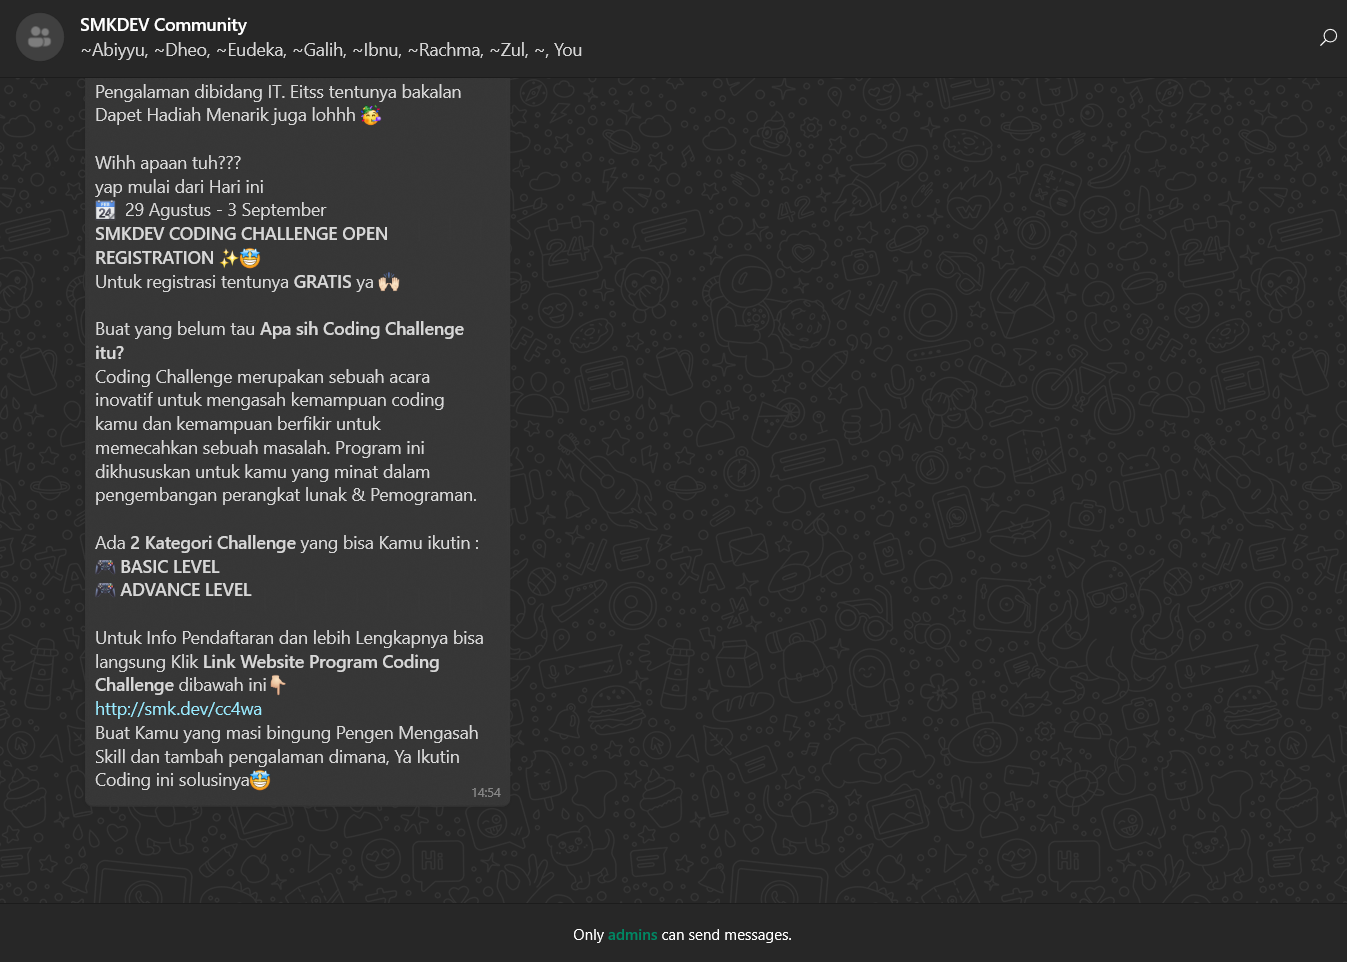 SMKDEV Community
~Abiyyu, ~Dheo, ~Eudeka, ~Galih, ~Ibnu, ~Rachma, ~Zul, ~, You
Pengalaman dibidang IT. Eitss tentunya bakalan
Dapet Hadiah Menarik juga lohhh 🥳
Wihh apaan tuh???
yap mulai dari Hari ini
📆 29 Agustus - 3 September
SMKDEV CODING CHALLENGE OPEN
REGISTRATION ✨🤩
Untuk registrasi tentunya GRATIS ya 🙌🏻
Buat yang belum tau Apa sih Coding Challenge
itu?
Coding Challenge merupakan sebuah acara
inovatif untuk mengasah kemampuan coding
kamu dan kemampuan berfikir untuk
memecahkan sebuah masalah. Program ini
dikhususkan untuk kamu yang minat dalam
pengembangan perangkat lunak & Pemograman.
Ada 2 Kategori Challenge yang bisa Kamu ikutin :
🎮 BASIC LEVEL
🎮 ADVANCE LEVEL
Untuk Info Pendaftaran dan lebih Lengkapnya bisa
langsung Klik Link Website Program Coding
Challenge dibawah ini👇🏻
http://smk.dev/cc4wa
Buat Kamu yang masi bingung Pengen Mengasah
Skill dan tambah pengalaman dimana, Ya Ikutin
Coding ini solusinya🤩
14:54
Only admins can send messages.